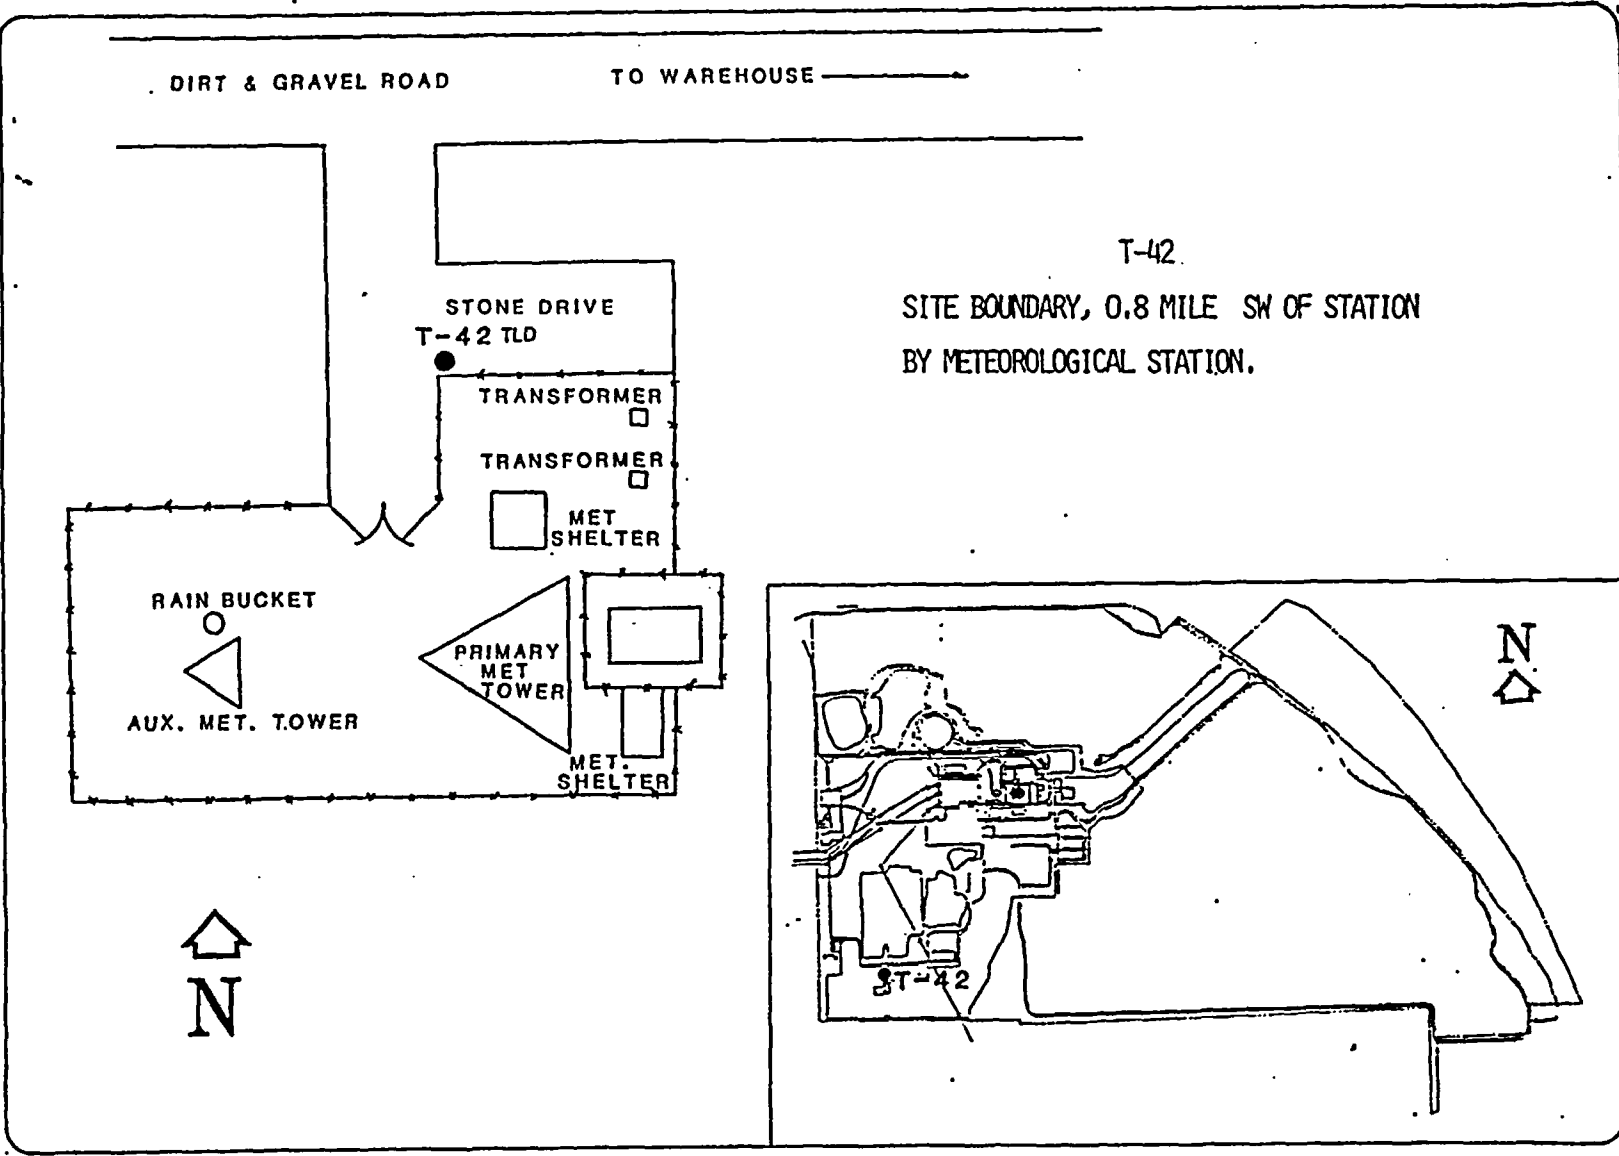 DIRT & GRAVEL ROAD
TO WAREHOUSE
T-42
SITE BOUNDARY, 0.8 MILE SW OF STATION
BY METEOROLOGICAL STATION.
STONE DRIVE
T-42 TLD
TRANSFORMER
TRANSFORMER
MET
SHELTER
RAIN BUCKET
PRIMARY
MET
TOWER
AUX. MET. TOWER
MET.
SHELTER
N
N
T-42